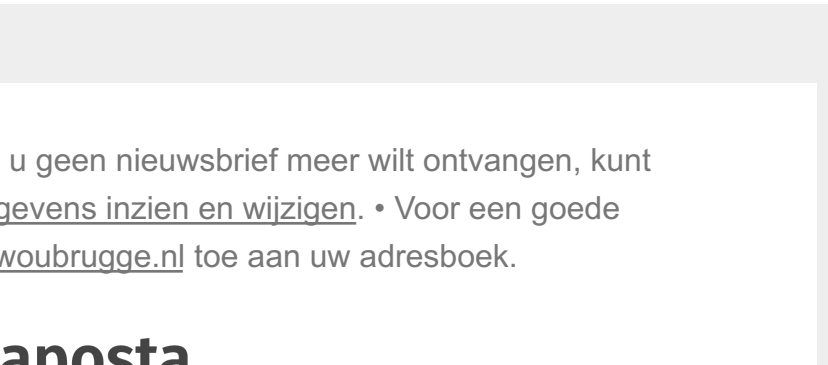 u geen nieuwsbrief meer wilt ontvangen, kunt
gevens inzien en wijzigen. • Voor een goede
woubrugge.nl toe aan uw adresboek.
aposta